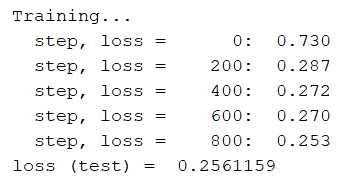 Training...
  step, loss =      0:  0.730
  step, loss =    200:  0.287
  step, loss =    400:  0.272
  step, loss =    600:  0.270
  step, loss =    800:  0.253
loss (test) =  0.2561159